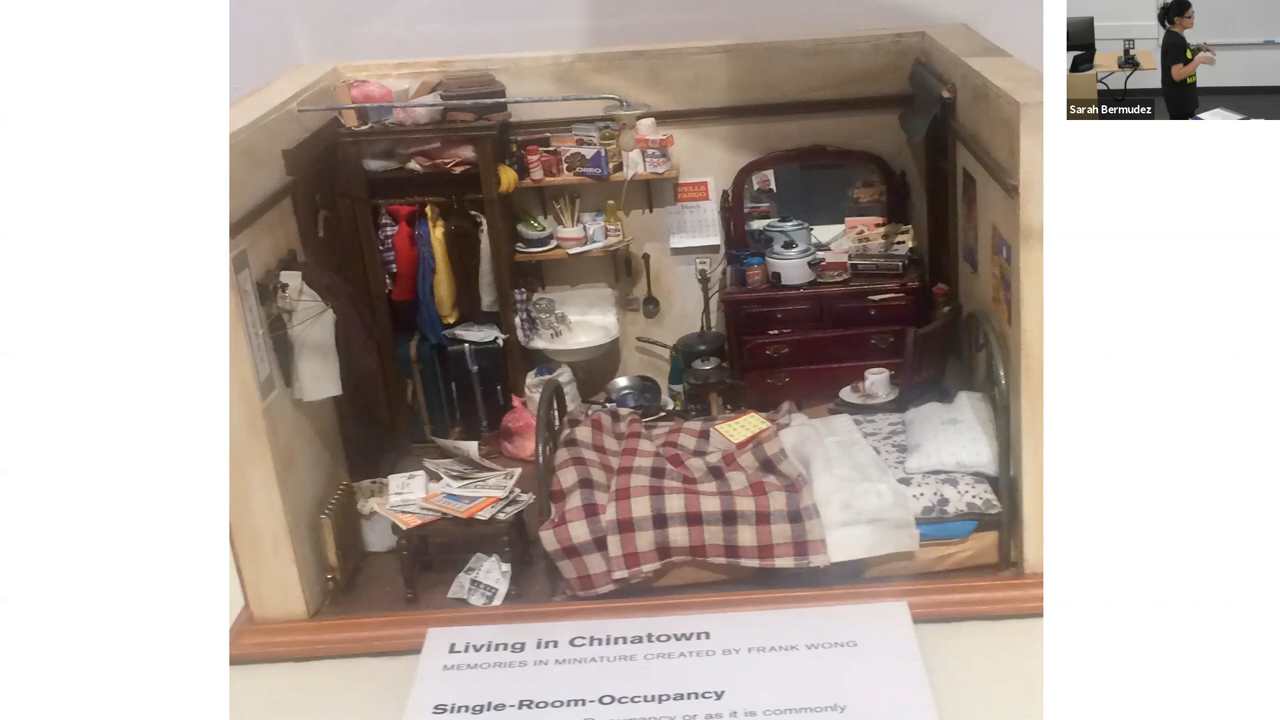 Sarah Bermudez
OREO
WELLS
FARGO
March
Living in Chinatown
MEMORIES IN MINIATURE CREATED BY FRANK WONG
Single-Room-Occupancy
or as it is commonly